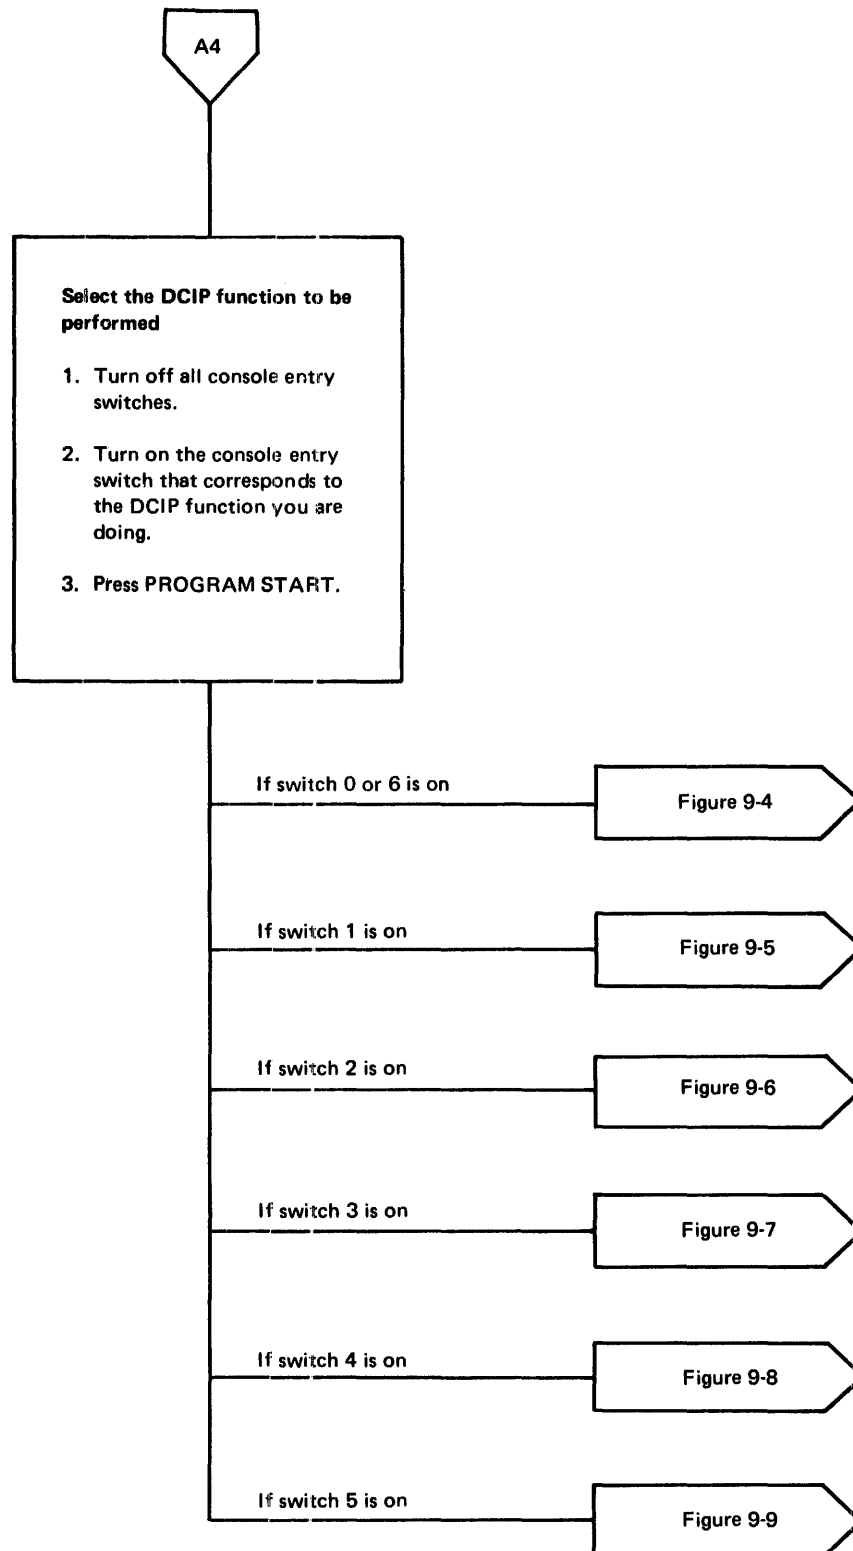 A4
Select the DCIP function to be
performed
1. Turn off all console entry
switches.
2. Turn on the console entry
switch that corresponds to
the DCIP function you are
doing.
3. Press PROGRAM START.
If switch 0 or 6 is on
Figure 9-4
If switch 1 is on
Figure 9-5
If switch 2 is on
Figure 9-6
If switch 3 is on
Figure 9-7
If switch 4 is on
Figure 9-8
If switch 5 is on
Figure 9-9